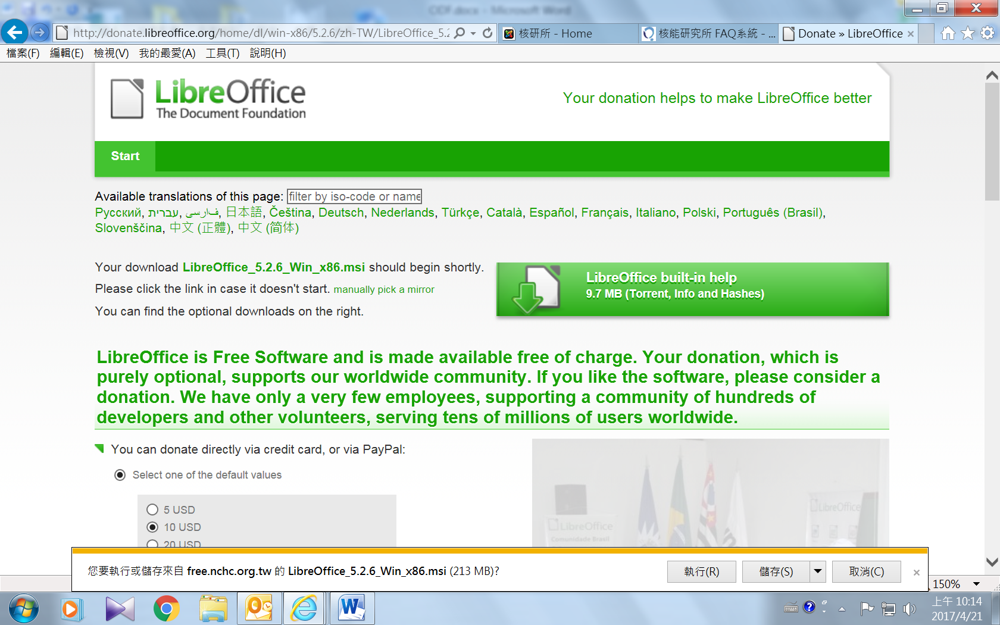 ODF.docx - Microsoft Word
http://donate.libreoffice.org/home/dl/win-x86/5.2.6/zh-TW/LibreOffice_5.2
核研所 - Home
核能研究所 FAQ系統 - ...
Donate » LibreOffice
檔案(F) 編輯(E) 檢視(V) 我的最愛(A) 工具(T) 說明(H)
LibreOffice
The Document Foundation
Your donation helps to make LibreOffice better
Start
Available translations of this page: filter by iso-code or name
Русский, עברית, فارسی, 日本語, Čeština, Deutsch, Nederlands, Türkçe, Català, Español, Français, Italiano, Polski, Português (Brasil),
Slovenščina, 中文 (正體), 中文 (简体)
Your download LibreOffice_5.2.6_Win_x86.msi should begin shortly.
Please click the link in case it doesn't start. manually pick a mirror
You can find the optional downloads on the right.
LibreOffice built-in help
9.7 MB (Torrent, Info and Hashes)
LibreOffice is Free Software and is made available free of charge. Your donation, which is
purely optional, supports our worldwide community. If you like the software, please consider a
donation. We have only a very few employees, supporting a community of hundreds of
developers and other volunteers, serving tens of millions of users worldwide.
You can donate directly via credit card, or via PayPal:
Select one of the default values
5 USD
10 USD
20 USD
LibreOffice
Comunidade Brasil
LibreOffice
您要執行或儲存來自 free.nchc.org.tw 的 LibreOffice_5.2.6_Win_x86.msi (213 MB)?
執行(R)
儲存(S)
取消(C)
150%
上午 10:14
2017/4/21